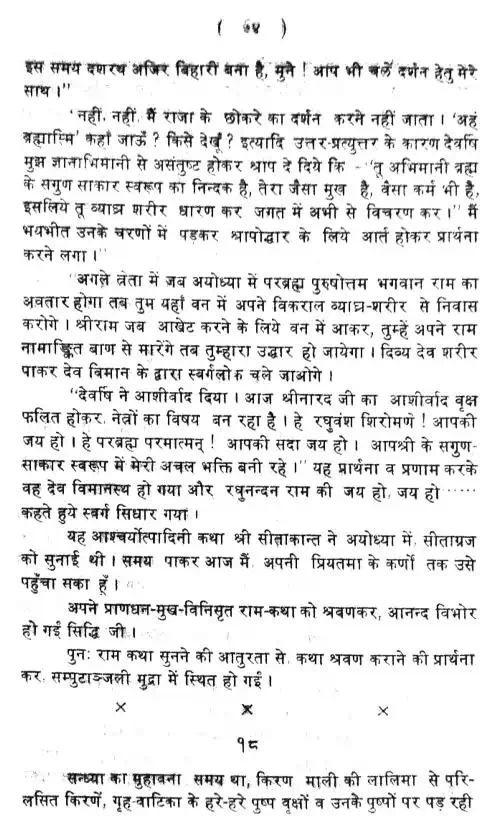 ( ७४ )
इस समय दशरथ अजिर बिहारी बना है, मुने ! आप भी चलें दर्शन हेतु मेरे
साथ ।"
'नहीं, नहीं, मैं राजा के छोकरे का दर्शन करने नहीं जाता । 'अहं
ब्रह्मास्मि' कहाँ जाऊँ ? किसे देखूँ ? इत्यादि उत्तर-प्रत्युत्तर के कारण देवर्षि
मुझ ज्ञानाभिमानी से असंतुष्ट होकर श्राप दे दिये कि -"तू अभिमानी ब्रह्म
के सगुण साकार स्वरूप का निन्दक है, तेरा जैसा मुख है, वैसा कर्म भी है,
इसलिये तू व्याघ्र शरीर धारण कर जगत में अभी से विचरण कर ।" मैं
भयभीत उनके चरणों में पड़कर श्रापोद्धार के लिये आर्त होकर प्रार्थना
करने लगा ।"
"अगले त्रेता में जब अयोध्या में परब्रह्म पुरुषोत्तम भगवान राम का
अवतार होगा तब तुम यहाँ वन में अपने विकराल व्याघ्र-शरीर से निवास
करोगे । श्रीराम जब आखेट करने के लिये वन में आकर, तुम्हें अपने राम
नामाङ्कित बाण से मारेंगे तब तुम्हारा उद्धार हो जायेगा । दिव्य देव शरीर
पाकर देव विमान के द्वारा स्वर्गलोक चले जाओगे ।
"देवर्षि ने आशीर्वाद दिया । आज श्रीनारद जी का आशीर्वाद वृक्ष
फलित होकर, नेत्रों का विषय बन रहा है । हे रघुवंश शिरोमणे ! आपकी
जय हो । हे परब्रह्म परमात्मन् ! आपकी सदा जय हो । आपश्री के सगुण-
साकार स्वरूप में मेरी अचल भक्ति बनी रहे ।" यह प्रार्थना व प्रणाम करके
वह देव विमानस्थ हो गया और रघुनन्दन राम की जय हो, जय हो ......
कहते हुये स्वर्ग सिधार गया ।
यह आश्चर्योत्पादिनी कथा श्री सीताकान्त ने अयोध्या में, सीताग्रज
को सुनाई थी । समय पाकर आज मैं, अपनी प्रियतमा के कर्णों तक उसे
पहुँचा सका हूँ ।
अपने प्राणधन-मुख-विनिसृत राम-कथा को श्रवणकर, आनन्द विभोर
हो गई सिद्धि जी ।
पुनः राम कथा सुनने की आतुरता से, कथा श्रवण कराने की प्रार्थना
कर, सम्पुटाञ्जली मुद्रा में स्थित हो गईं ।
× × ×
१८
सन्ध्या का सुहावना समय था, किरण माली की लालिमा से परि-
लसित किरणें, गृह-वाटिका के हरे-हरे पुष्प वृक्षों व उनके पुष्पों पर पड़ रही